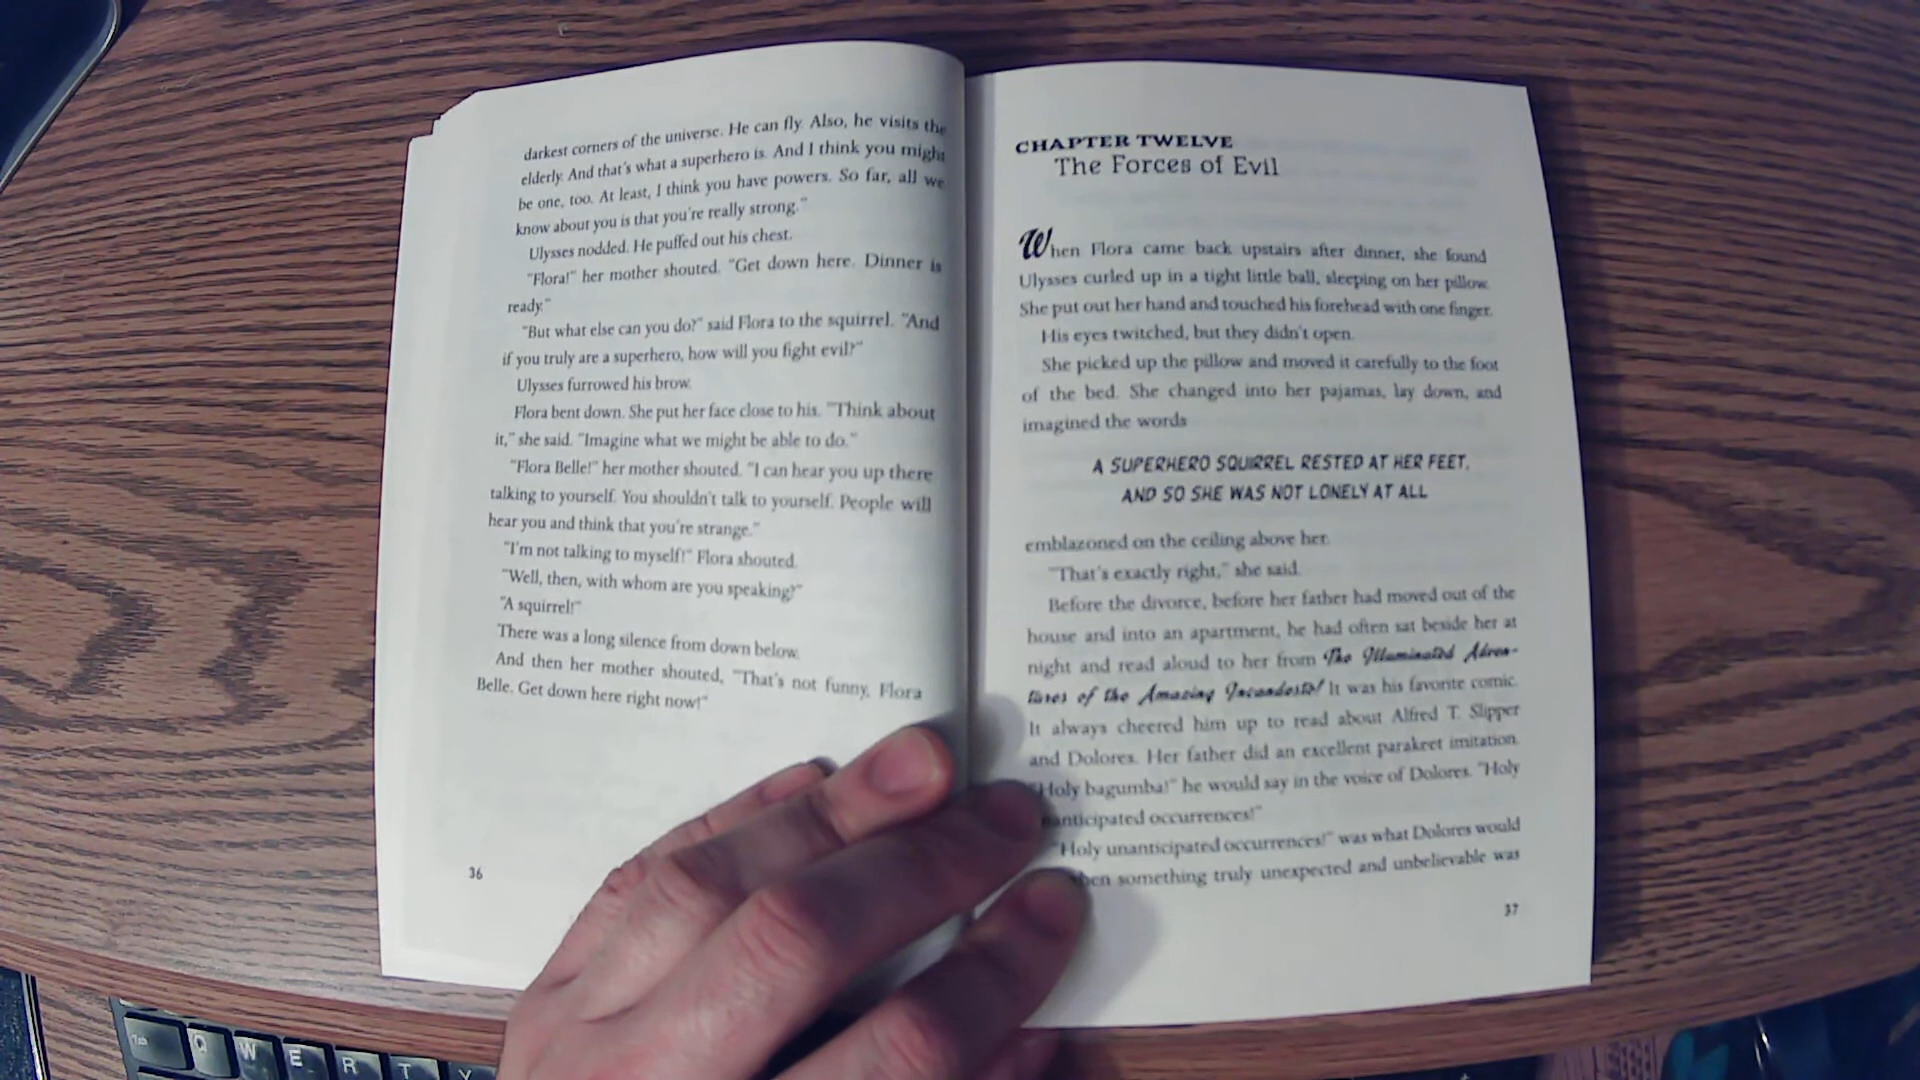 darkest corners of the universe. He can fly. Also, he visits the
elderly. And that's what a superhero is. And I think you might
be one, too. At least, I think you have powers. So far, all we
know about you is that you're really strong."
Ulysses nodded. He puffed out his chest.
"Flora!" her mother shouted. "Get down here. Dinner is
ready."
"But what else can you do?" said Flora to the squirrel. "And
if you truly are a superhero, how will you fight evil?"
Ulysses furrowed his brow.
Flora bent down. She put her face close to his. "Think about
it," she said. "Imagine what we might be able to do."
"Flora Belle!" her mother shouted. "I can hear you up there
talking to yourself. You shouldn't talk to yourself. People will
hear you and think that you're strange."
"I'm not talking to myself!" Flora shouted.
"Well, then, with whom are you speaking?"
"A squirrel!"
There was a long silence from down below.
And then her mother shouted, "That's not funny, Flora
Belle. Get down here right now!"
36
CHAPTER TWELVE
The Forces of Evil
When Flora came back upstairs after dinner, she found
Ulysses curled up in a tight little ball, sleeping on her pillow.
She put out her hand and touched his forehead with one finger.
His eyes twitched, but they didn't open.
She picked up the pillow and moved it carefully to the foot
of the bed. She changed into her pajamas, lay down, and
imagined the words
A SUPERHERO SQUIRREL RESTED AT HER FEET,
AND SO SHE WAS NOT LONELY AT ALL
emblazoned on the ceiling above her.
"That's exactly right," she said.
Before the divorce, before her father had moved out of the
house and into an apartment, he had often sat beside her at
night and read aloud to her from The Illuminated Adven-
tures of the Amazing Incandesto! It was his favorite comic.
It always cheered him up to read about Alfred T. Slipper
and Dolores. Her father did an excellent parakeet imitation.
"Holy bagumba!" he would say in the voice of Dolores. "Holy
anticipated occurrences!"
"Holy unanticipated occurrences!" was what Dolores would
hen something truly unexpected and unbelievable was
37
Tab
Q W E R T Y